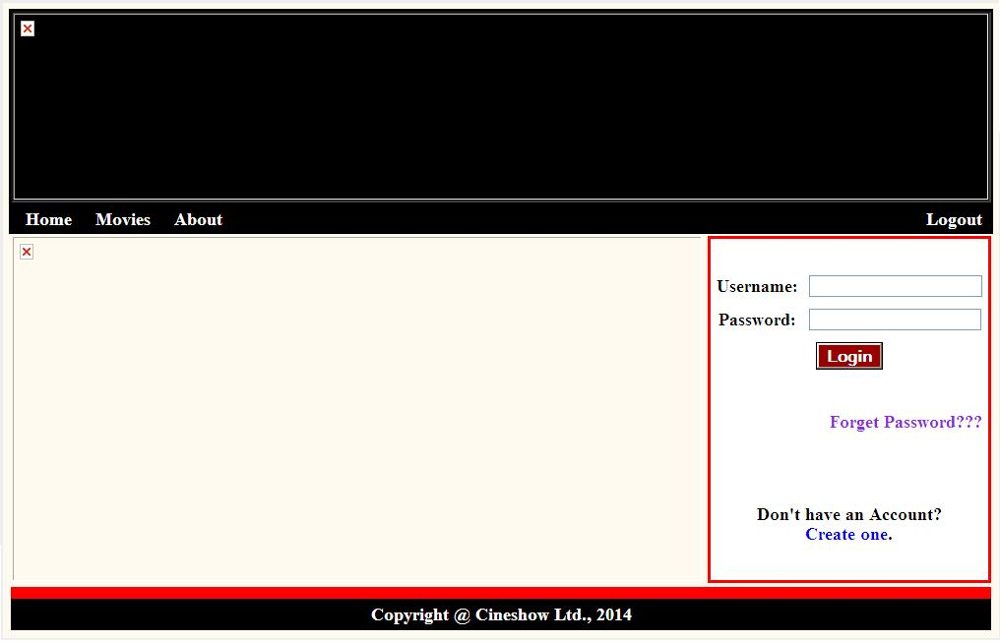 Home Movies About Logout
Username:
Password:
Login
Forget Password???
Don't have an Account?
Create one.
Copyright @ Cineshow Ltd., 2014